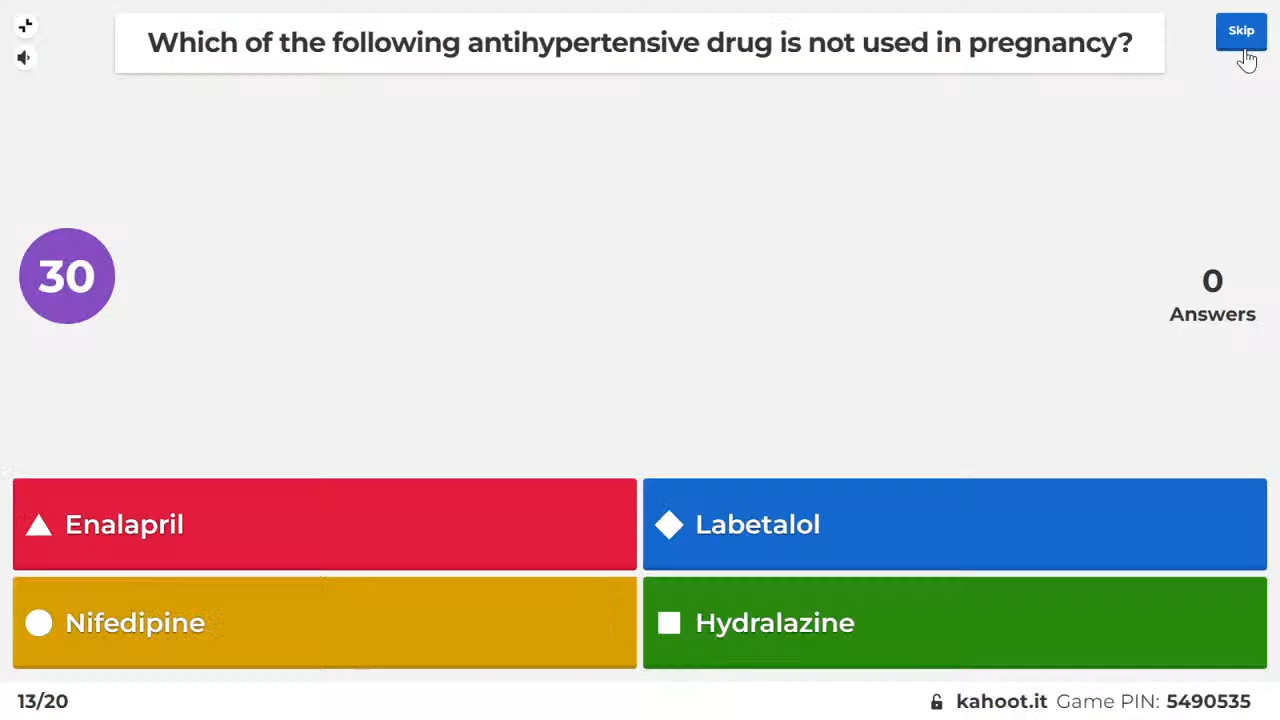 Which of the following antihypertensive drug is not used in pregnancy?
Skip
30
0
Answers
Enalapril
Labetalol
Nifedipine
Hydralazine
13/20
kahoot.it Game PIN: 5490535